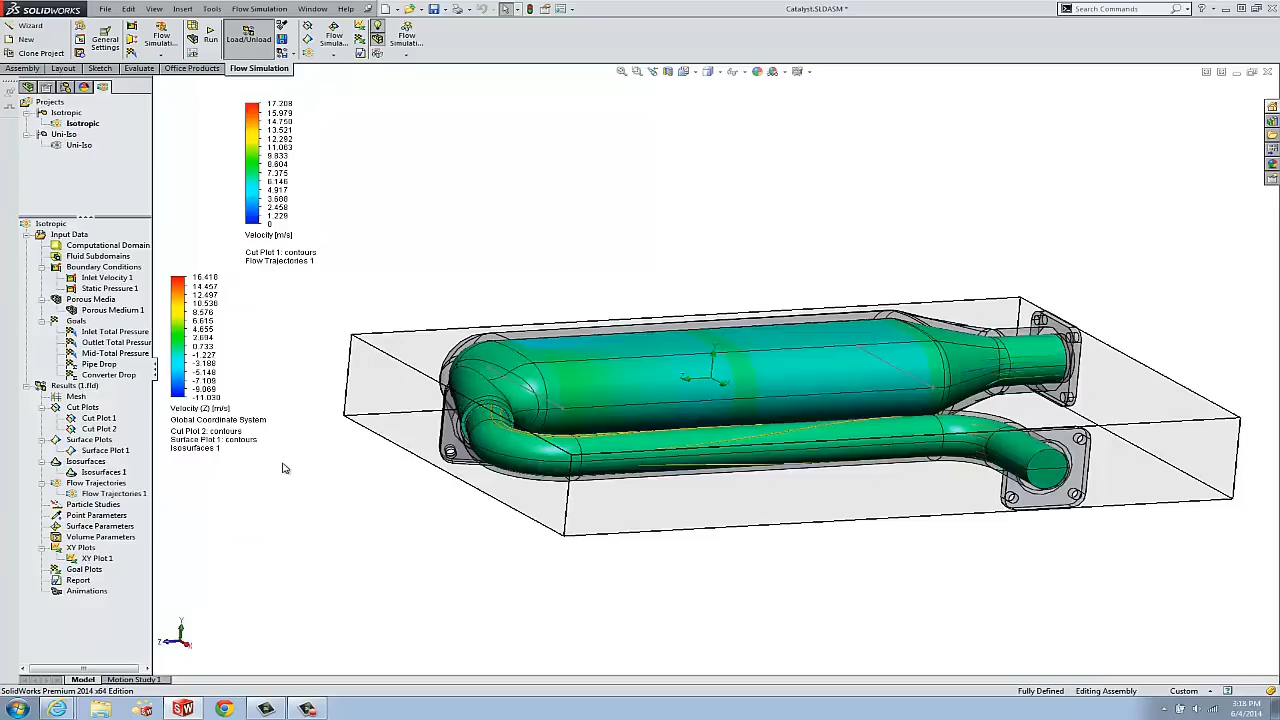 SOLIDWORKS File Edit View Insert Tools Flow Simulation Window Help Catalyst.SLDASM * Search Commands
Wizard
New
Clone Project
General Settings
Flow Simulati...
Run
Load/Unload
Flow Simula...
Flow Simulati...
Assembly Layout Sketch Evaluate Office Products Flow Simulation
Projects
Isotropic
Isotropic
Uni-Iso
Uni-Iso
Isotropic
Input Data
Computational Domain
Fluid Subdomains
Boundary Conditions
Inlet Velocity 1
Static Pressure 1
Porous Media
Porous Medium 1
Goals
Inlet Total Pressure
Outlet Total Pressure
Mid-Total Pressure
Pipe Drop
Converter Drop
Results (1.fld)
Mesh
Cut Plots
Cut Plot 1
Cut Plot 2
Surface Plots
Surface Plot 1
Isosurfaces
Isosurfaces 1
Flow Trajectories
Flow Trajectories 1
Particle Studies
Point Parameters
Surface Parameters
Volume Parameters
XY Plots
XY Plot 1
Goal Plots
Report
Animations
17.208
15.979
14.750
13.521
12.292
11.063
9.833
8.604
7.375
6.146
4.917
3.688
2.458
1.229
0
Velocity [m/s]
Cut Plot 1: contours
Flow Trajectories 1
16.418
14.457
12.497
10.536
8.576
6.615
4.655
2.694
0.733
-1.227
-3.188
-5.148
-7.109
-9.069
-11.030
Velocity (Z) [m/s]
Global Coordinate System
Cut Plot 2: contours
Surface Plot 1: contours
Isosurfaces 1
Y
Z
X
Model Motion Study 1
SolidWorks Premium 2014 x64 Edition Fully Defined Editing Assembly Custom
3:18 PM
6/4/2014